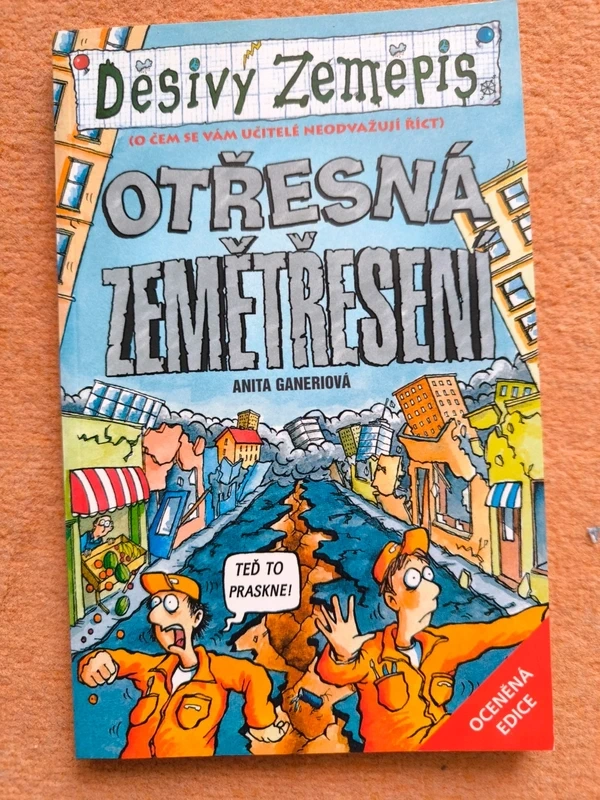 Děsivý Zeměpis
(O ČEM SE VÁM UČITELÉ NEODVAŽUJÍ ŘÍCT)
OTŘESNÁ
ZEMĚTŘESENÍ
ANITA GANERIOVÁ
TEĎ TO
PRASKNE!
OCENĚNÁ
EDICE